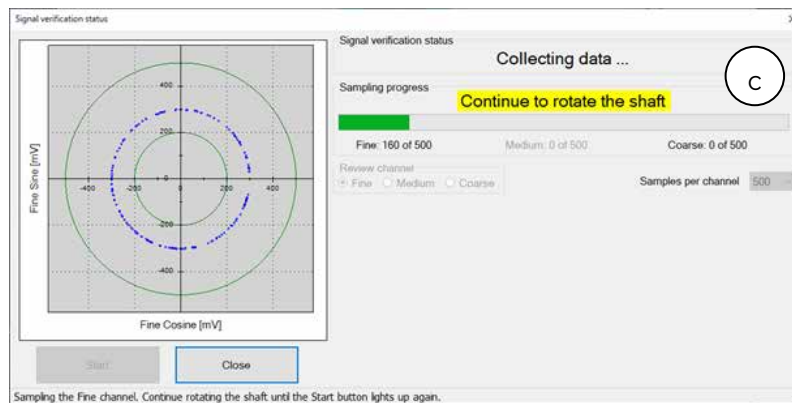 Signal verification status
Signal verification status
Collecting data ...
C
Sampling progress
Continue to rotate the shaft
Fine: 160 of 500 Medium: 0 of 500 Coarse: 0 of 500
Review channel
Fine Medium Coarse
Samples per channel 500
400
200
-400 -200 0 200 400
0
-200
-400
Fine Sine [mV]
Fine Cosine [mV]
Start Close
Sampling the Fine channel. Continue rotating the shaft until the Start button lights up again.